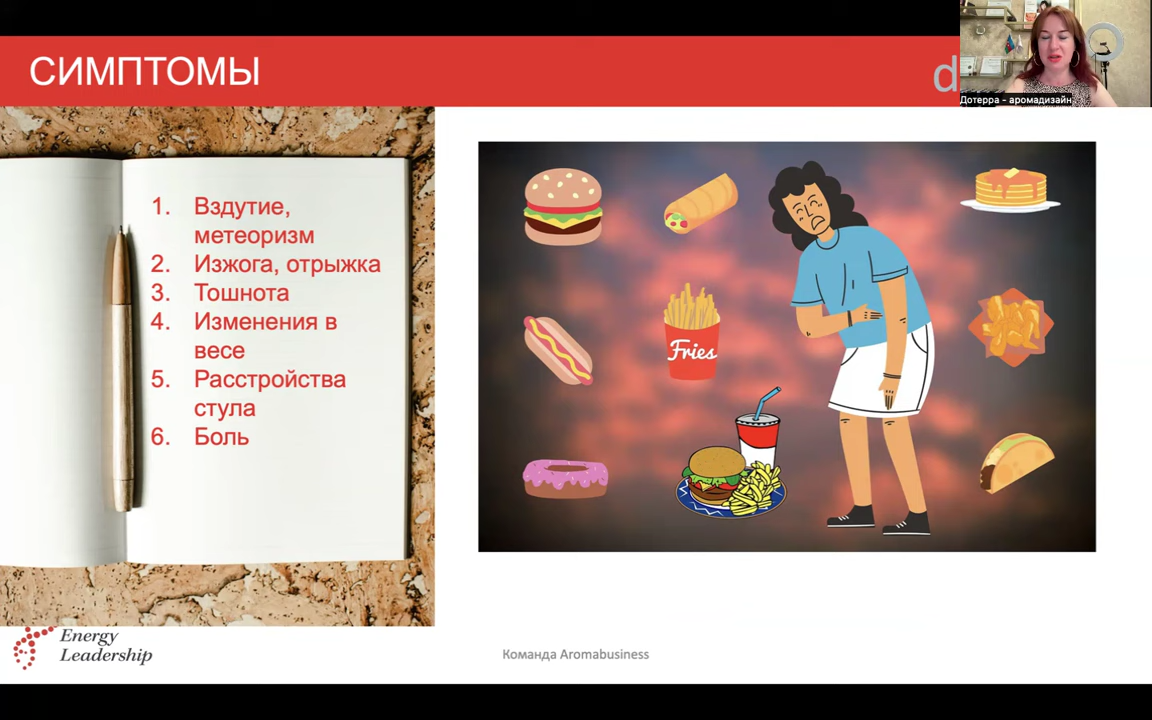 СИМПТОМЫ
d
Дотерра - аромадизайн
1. Вздутие,
метеоризм
2. Изжога, отрыжка
3. Тошнота
4. Изменения в
весе
5. Расстройства
стула
6. Боль
Fries
Energy
Leadership
Команда Aromabusiness